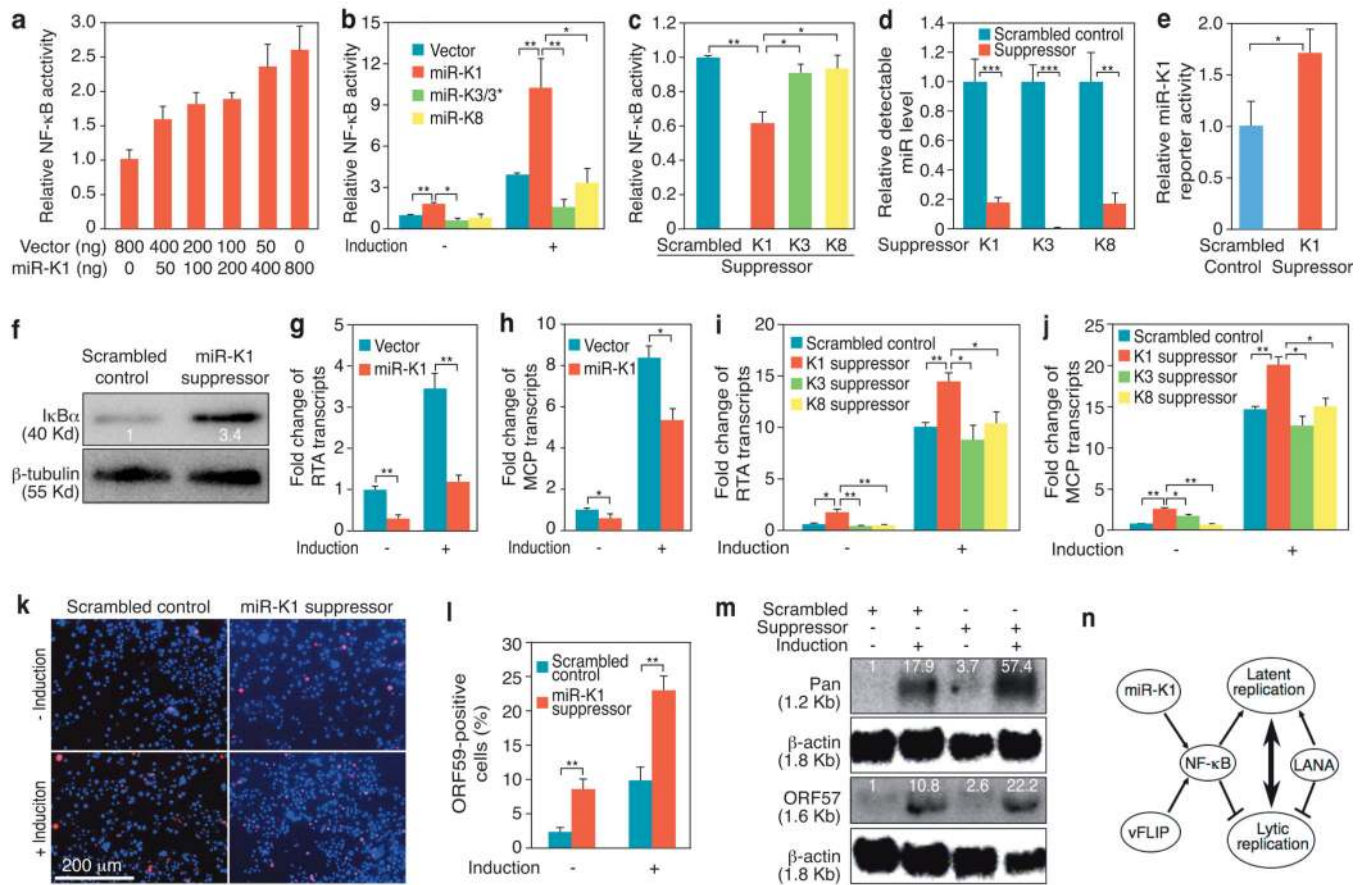 a
Relative NF-κB actctivity
3.0
2.5
2.0
1.5
1.0
0.5
0
Vector (ng) 800 400 200 100 50 0
miR-K1 (ng) 0 50 100 200 400 800
b
Relative NF-κB activity
15
12
9
6
3
0
Vector
miR-K1
miR-K3/3*
miR-K8
** * ** ** *
Induction - +
c
Relative NF-κB activity
1.2
1.0
0.8
0.6
0.4
0.2
0
** * *
Scrambled K1 K3 K8
Suppressor
d
Relative detectable
miR level
1.40
1.20
1.0
0.8
0.6
0.4
0.2
0
Scrambled control
Suppressor
*** *** **
Suppressor K1 K3 K8
e
Relative miR-K1
reporter activity
2.0
1.5
1.0
0.5
0
*
Scrambled K1
Control Supressor
f
Scrambled miR-K1
control suppressor
IκBα
(40 Kd)
1 3.4
β-tubulin
(55 Kd)
g
Fold change of
RTA transcripts
5
4
3
2
1
0
Vector
miR-K1
** **
Induction - +
h
Fold change of
MCP transcripts
10
8
6
4
2
0
Vector
miR-K1
* *
Induction - +
i
Fold change of
RTA transcripts
20
15
10
5
0
Scrambled control
K1 suppressor
K3 suppressor
K8 suppressor
* ** ** ** * *
Induction - +
j
Fold change of
MCP transcripts
25
20
15
10
5
0
Scrambled control
K1 suppressor
K3 suppressor
K8 suppressor
** * ** ** * *
Induction - +
k
Scrambled control miR-K1 suppressor
- Induction
+ Induciton
200 µm
l
ORF59-positive
cells (%)
30
25
20
15
10
5
0
Scrambled
control
miR-K1
suppressor
** **
Induction - +
m
Scrambled + + - -
Suppressor - - + +
Induction - + - +
Pan
(1.2 Kb)
1 17.9 3.7 57.4
β-actin
(1.8 Kb)
ORF57
(1.6 Kb)
1 10.8 2.6 22.2
β-actin
(1.8 Kb)
n
miR-K1
Latent
replication
NF-κB
LANA
vFLIP
Lytic
replication